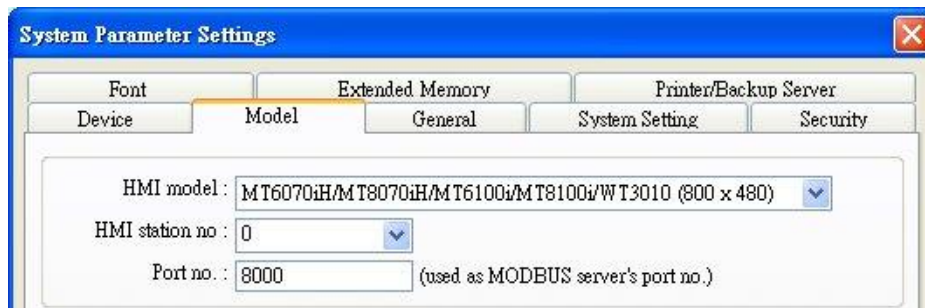 System Parameter Settings
Font Extended Memory Printer/Backup Server
Device Model General System Setting Security
HMI model : MT6070iH/MT8070iH/MT6100i/MT8100i/WT3010 (800 x 480)
HMI station no : 0
Port no. : 8000 (used as MODBUS server's port no.)